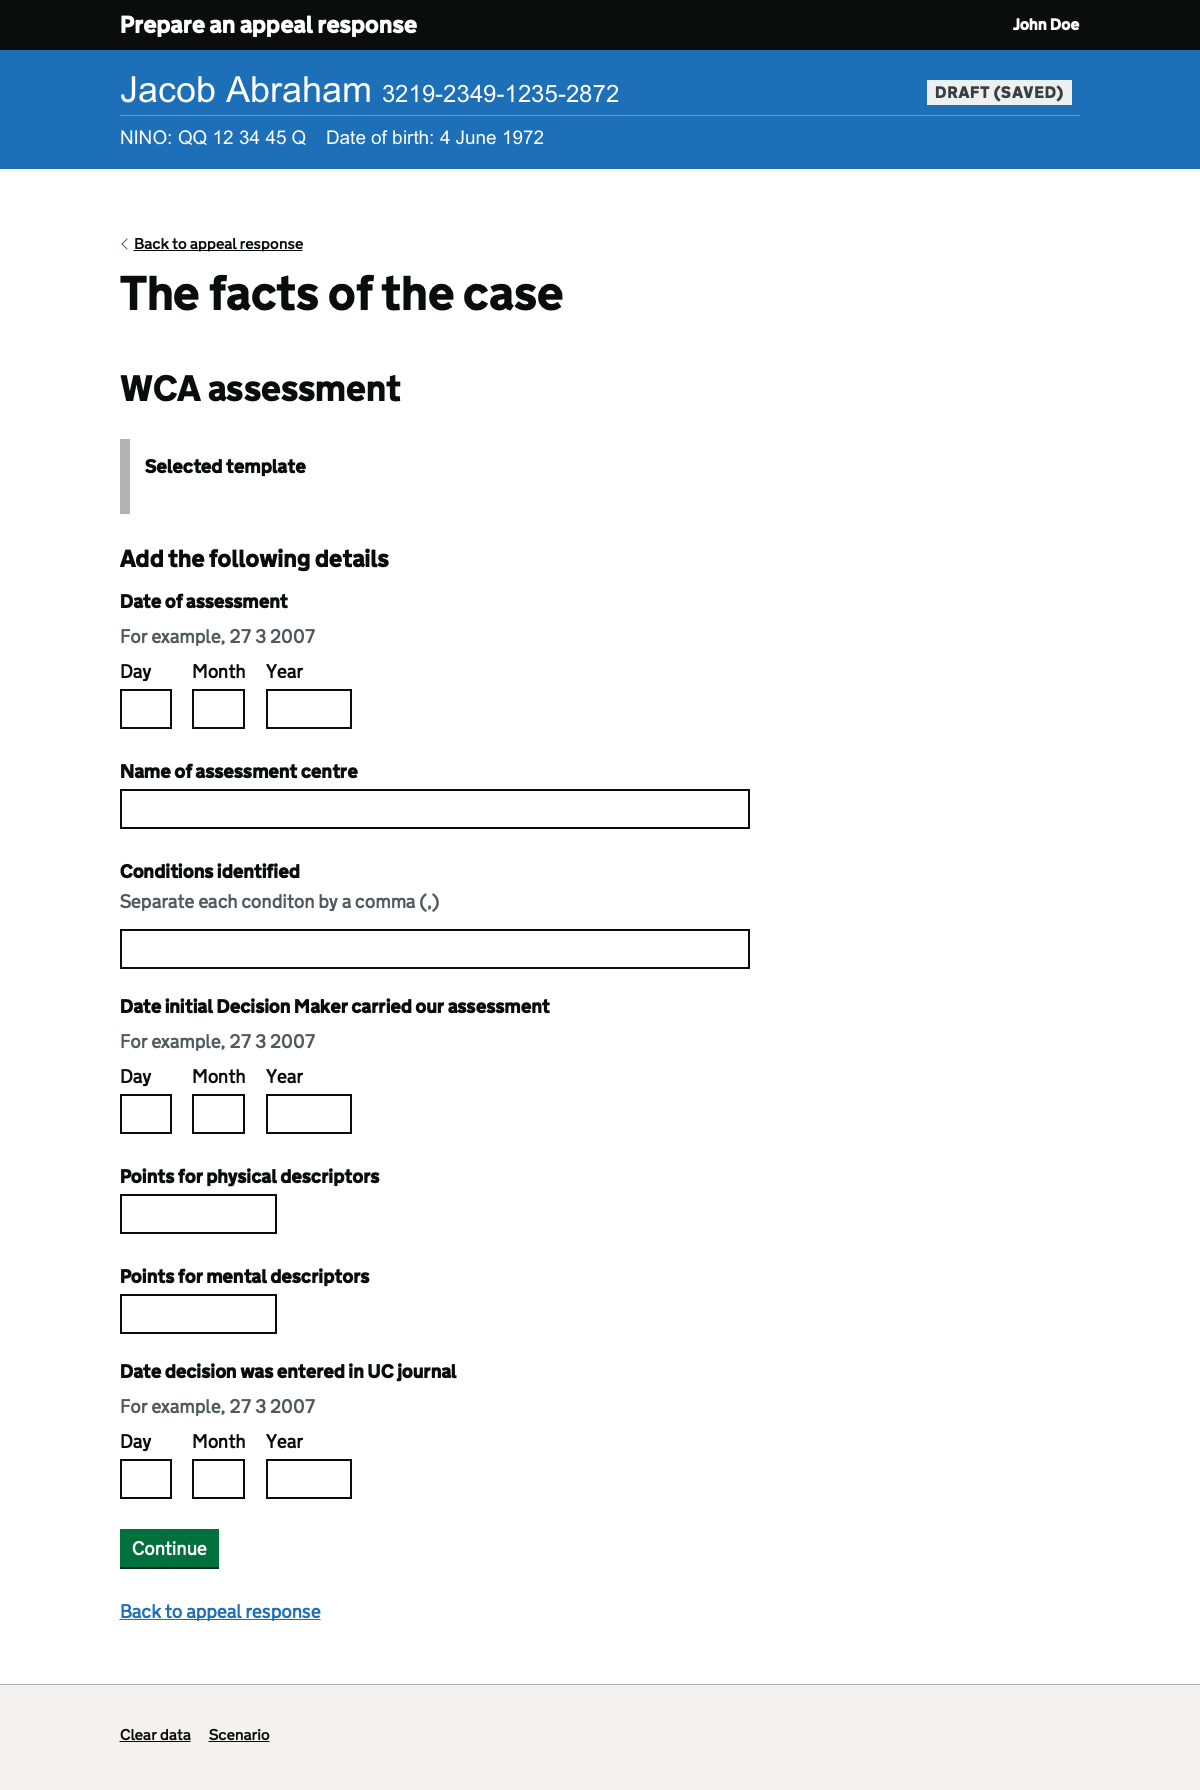 Prepare an appeal response John Doe
Jacob Abraham 3219-2349-1235-2872 DRAFT (SAVED)
NINO: QQ 12 34 45 Q Date of birth: 4 June 1972
Back to appeal response
The facts of the case
WCA assessment
Selected template
Add the following details
Date of assessment
For example, 27 3 2007
Day Month Year
Name of assessment centre
Conditions identified
Separate each conditon by a comma (,)
Date initial Decision Maker carried our assessment
For example, 27 3 2007
Day Month Year
Points for physical descriptors
Points for mental descriptors
Date decision was entered in UC journal
For example, 27 3 2007
Day Month Year
Continue
Back to appeal response
Clear data Scenario